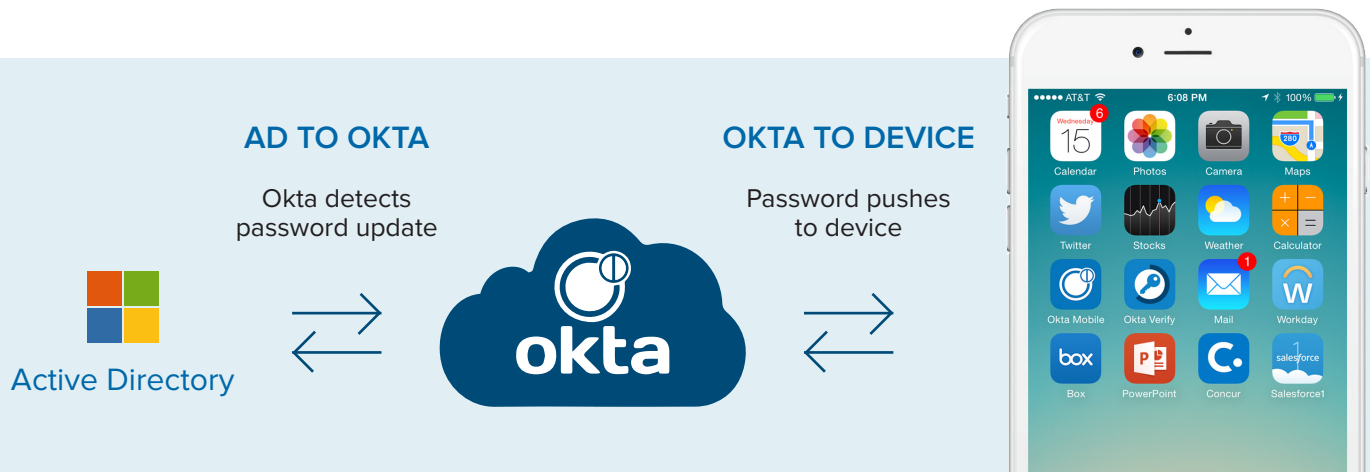 AD TO OKTA
Okta detects
password update
Active Directory
okta
OKTA TO DEVICE
Password pushes
to device
AT&T 6:08 PM 100%
Wednesday 6
15 280
Calendar Photos Camera Maps
Twitter Stocks Weather Calculator
1
Okta Mobile Okta Verify Mail Workday
box P C. salesforce1
Box PowerPoint Concur Salesforce1